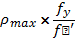 ρmax × fy / f□′